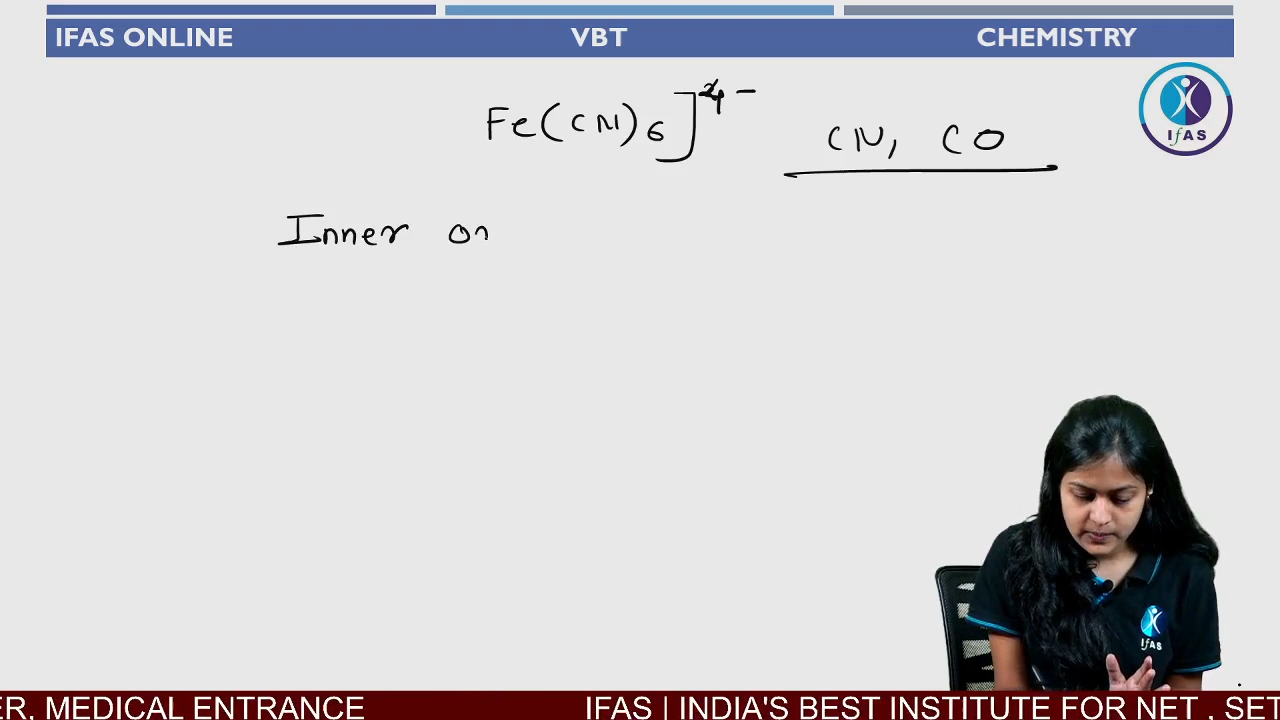 IFAS ONLINE VBT CHEMISTRY
Fe(CN)6]4-
CN, CO
IfAS
Inner or
IfAS
ER, MEDICAL ENTRANCE IFAS | INDIA'S BEST INSTITUTE FOR NET , SET